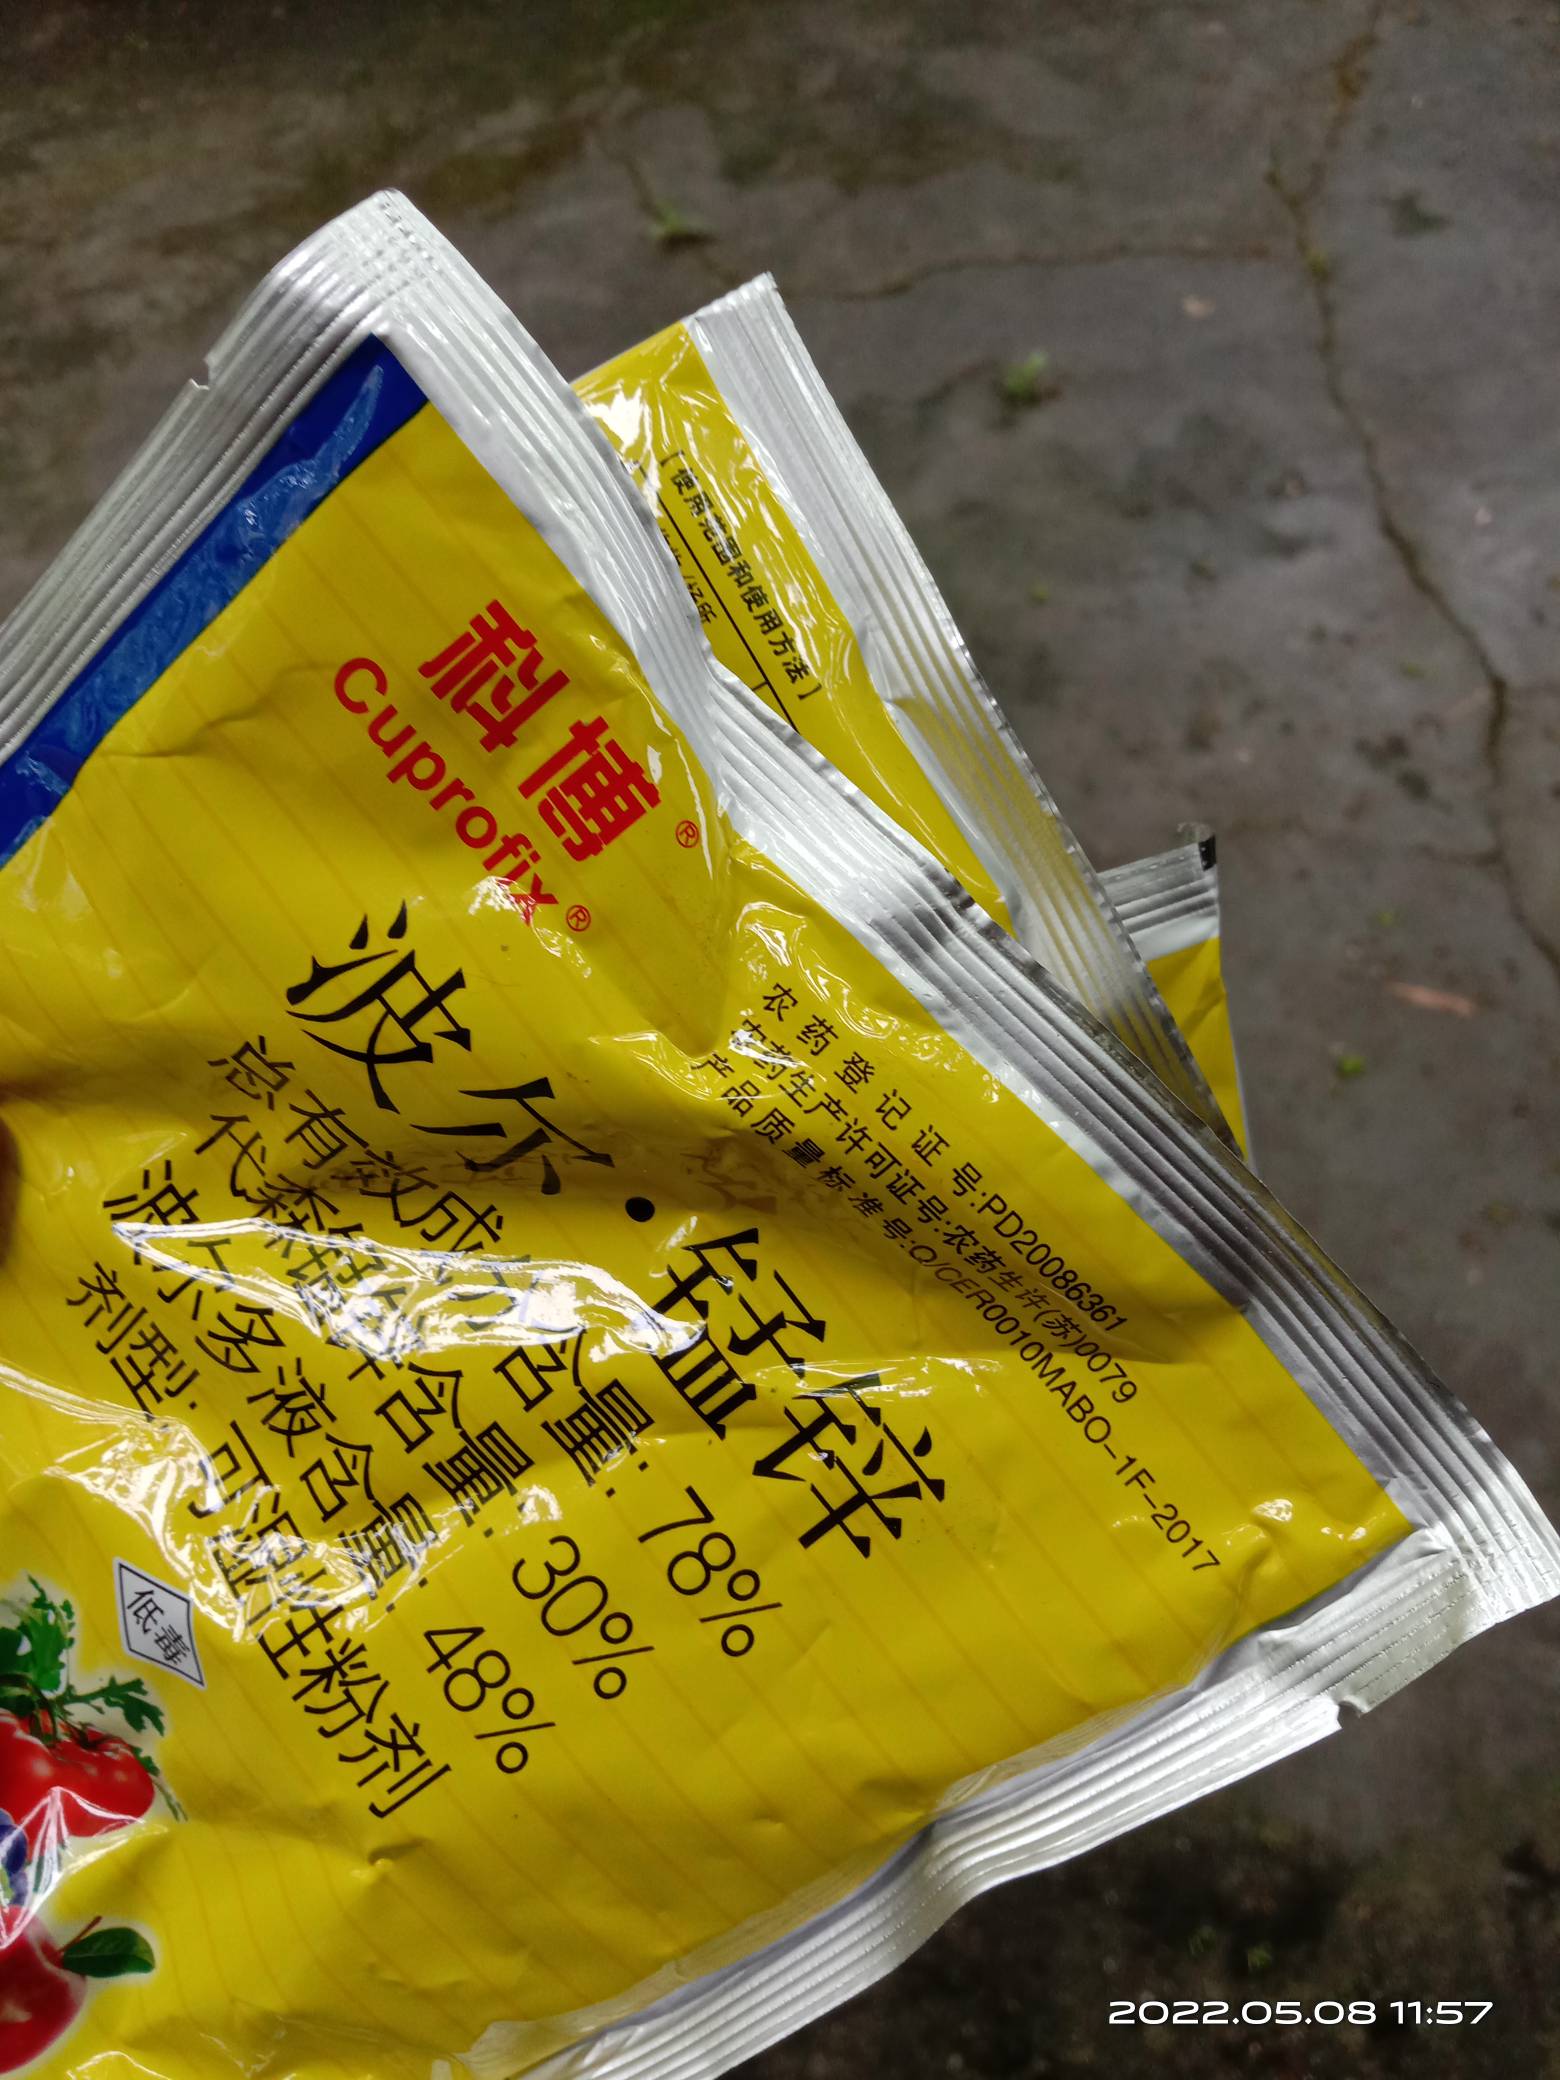 科博®
Cuprofix®
农药登记证号:PD20086361
农药生产许可证号:农药生许(苏)0079
产品质量标准号:Q/CER0010MABO-1F-2017
波尔·锰锌
总有效成分含量: 78%
代森锰锌含量: 30%
波尔多液含量: 48%
剂型: 可湿性粉剂
低毒
[使用范围和使用方法]
2022.05.08 11:57